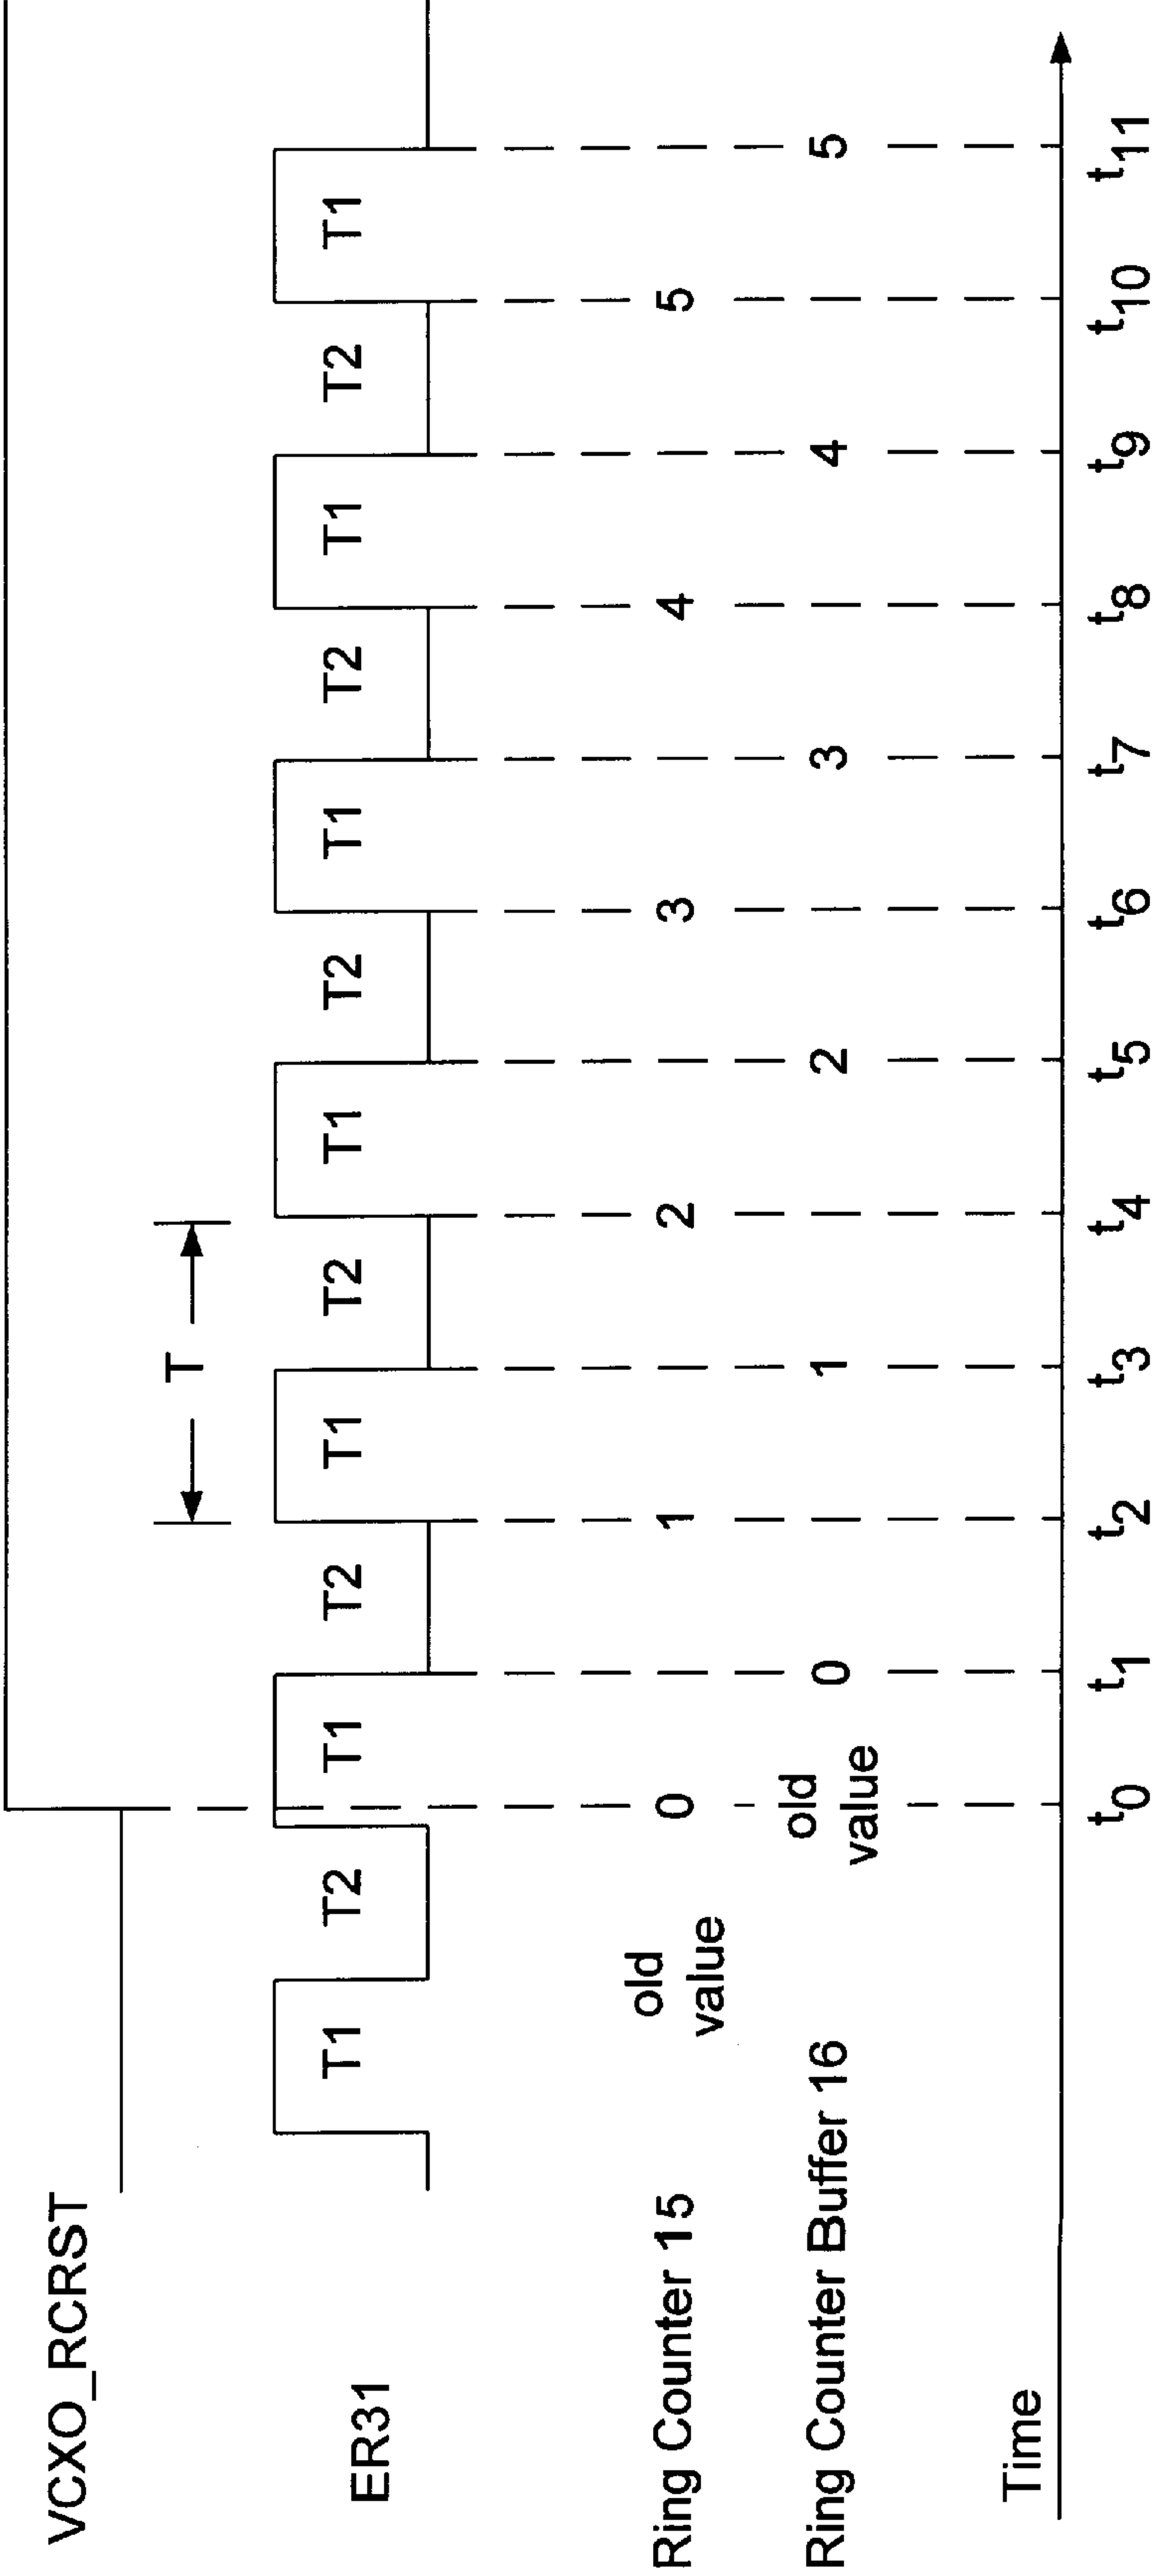 VCXO_RCRST
T
ER31
T1 T2 T1 T2 T1 T2 T1 T2 T1 T2 T1 T2 T1
Ring Counter 15 old value 0 1 2 3 4 5
Ring Counter Buffer 16 old value 0 1 2 3 4 5
Time
t0 t1 t2 t3 t4 t5 t6 t7 t8 t9 t10 t11